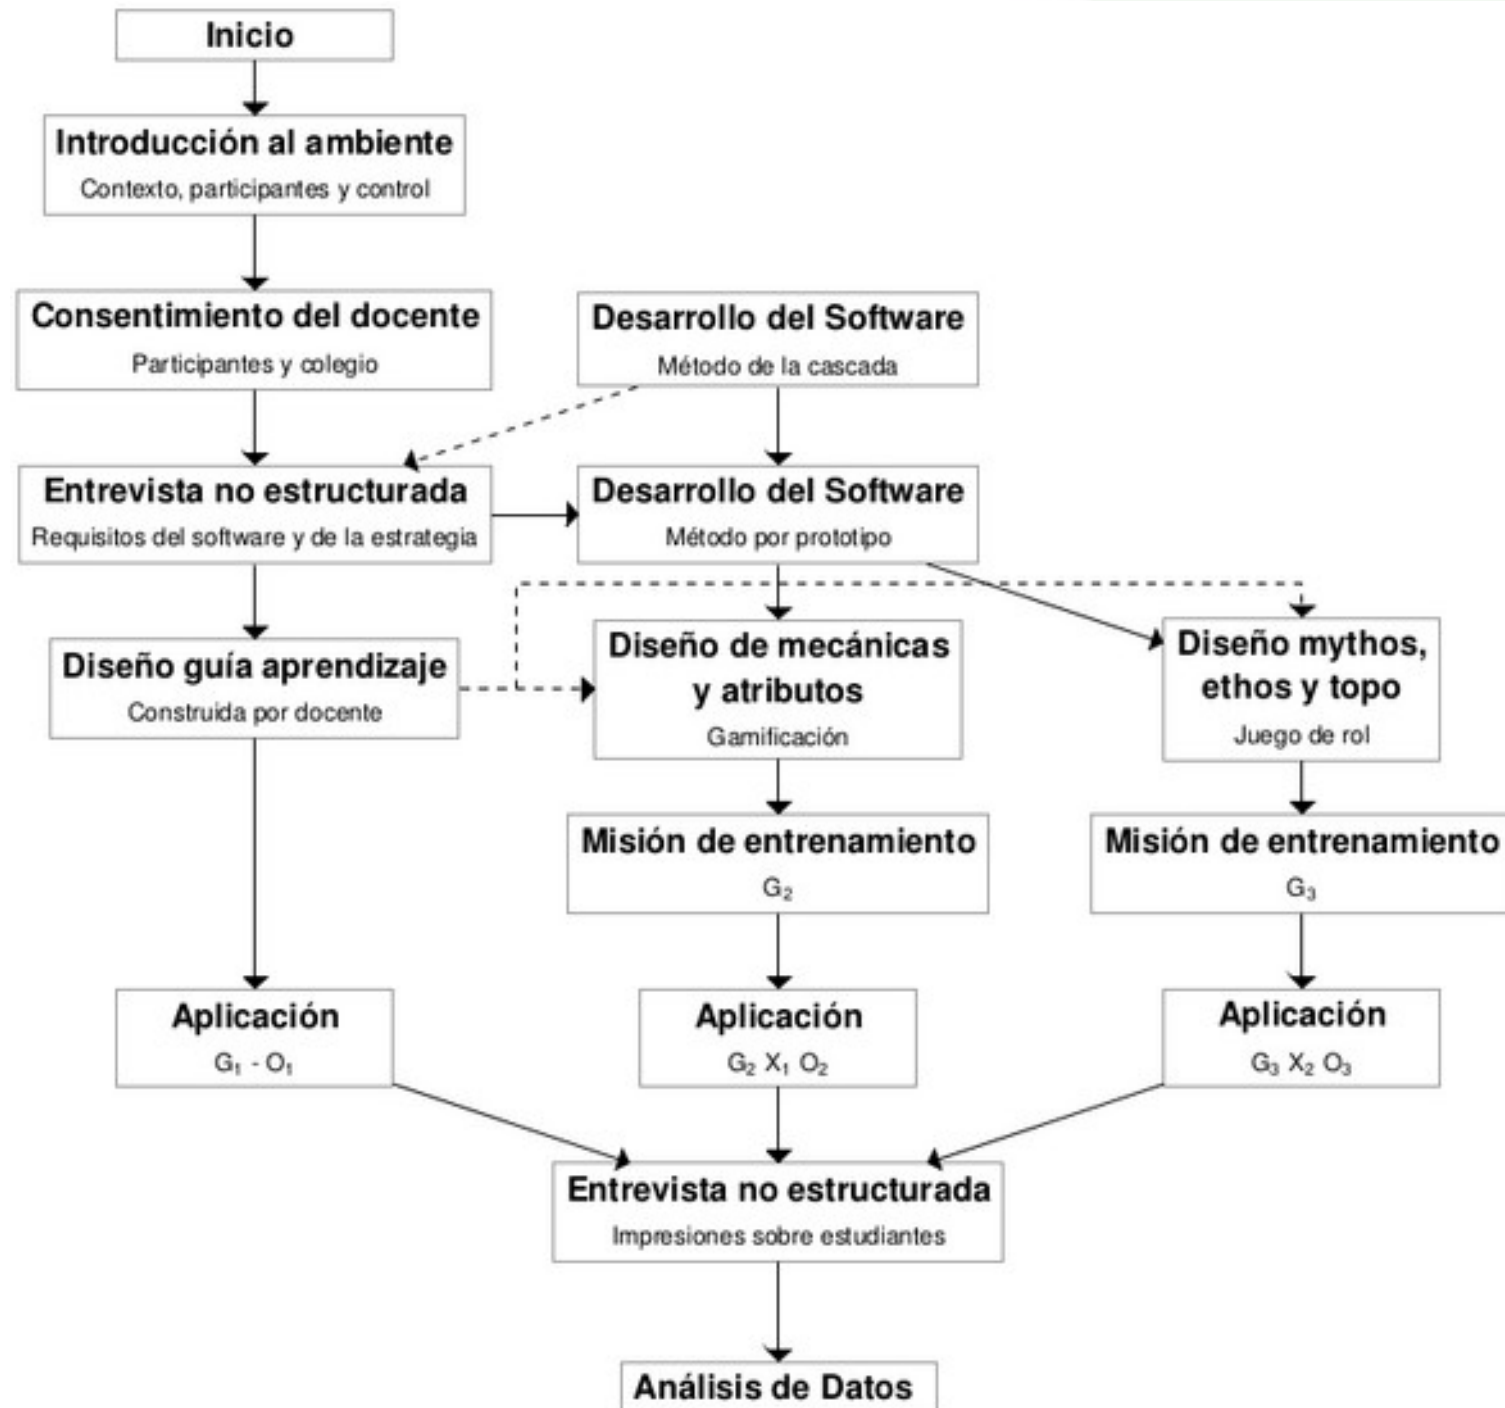 Inicio
Introducción al ambiente
Contexto, participantes y control
Consentimiento del docente
Participantes y colegio
Desarrollo del Software
Método de la cascada
Entrevista no estructurada
Requisitos del software y de la estrategia
Desarrollo del Software
Método por prototipo
Diseño guía aprendizaje
Construida por docente
Diseño de mecánicas
y atributos
Gamificación
Diseño mythos,
ethos y topo
Juego de rol
Misión de entrenamiento
G₂
Misión de entrenamiento
G₃
Aplicación
G₁ - O₁
Aplicación
G₂ X₁ O₂
Aplicación
G₃ X₂ O₃
Entrevista no estructurada
Impresiones sobre estudiantes
Análisis de Datos